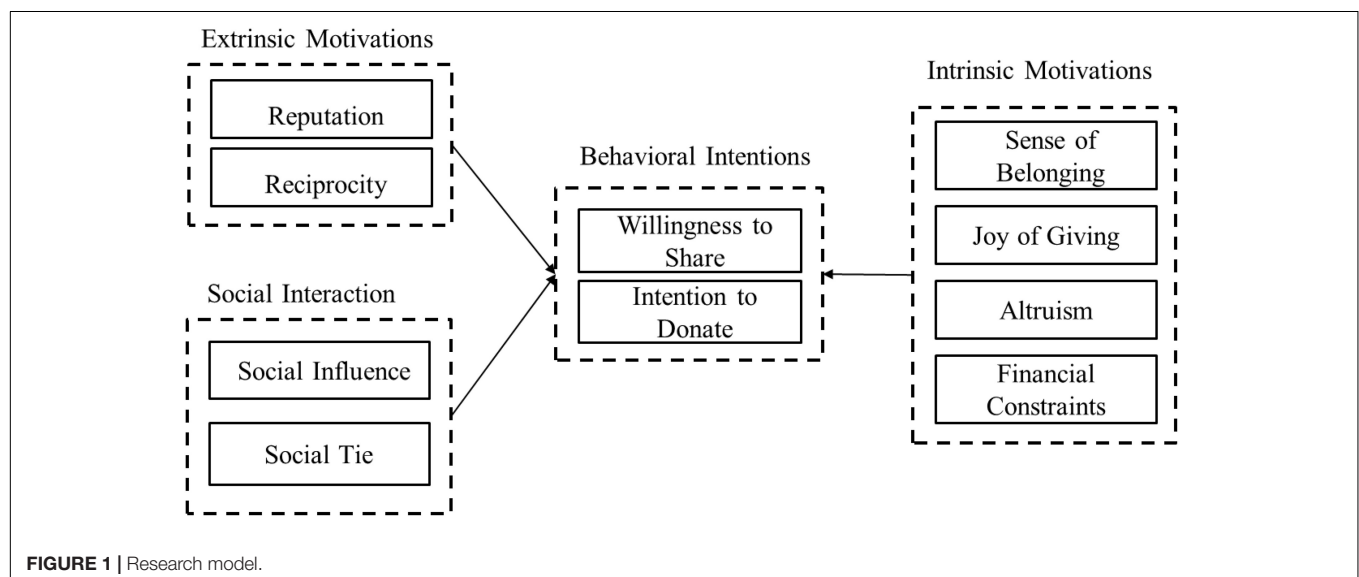 Extrinsic Motivations
Reputation
Reciprocity
Social Interaction
Social Influence
Social Tie
Behavioral Intentions
Willingness to
Share
Intention to
Donate
Intrinsic Motivations
Sense of
Belonging
Joy of Giving
Altruism
Financial
Constraints
FIGURE 1 | Research model.